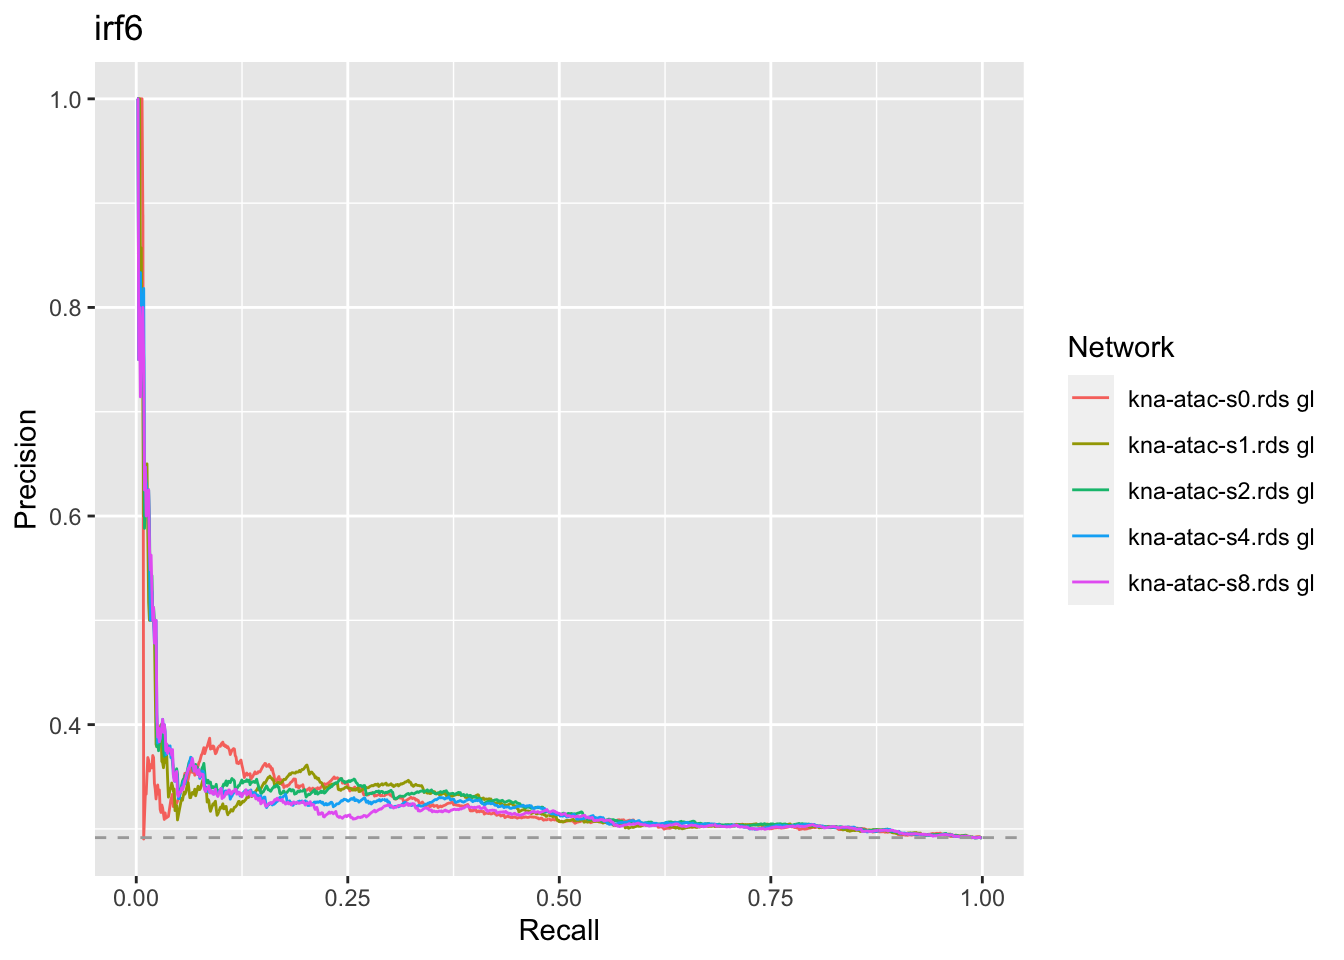 irf6
1.0
0.8
0.6
0.4
Precision
0.00 0.25 0.50 0.75 1.00
Recall
Network
kna-atac-s0.rds gl
kna-atac-s1.rds gl
kna-atac-s2.rds gl
kna-atac-s4.rds gl
kna-atac-s8.rds gl